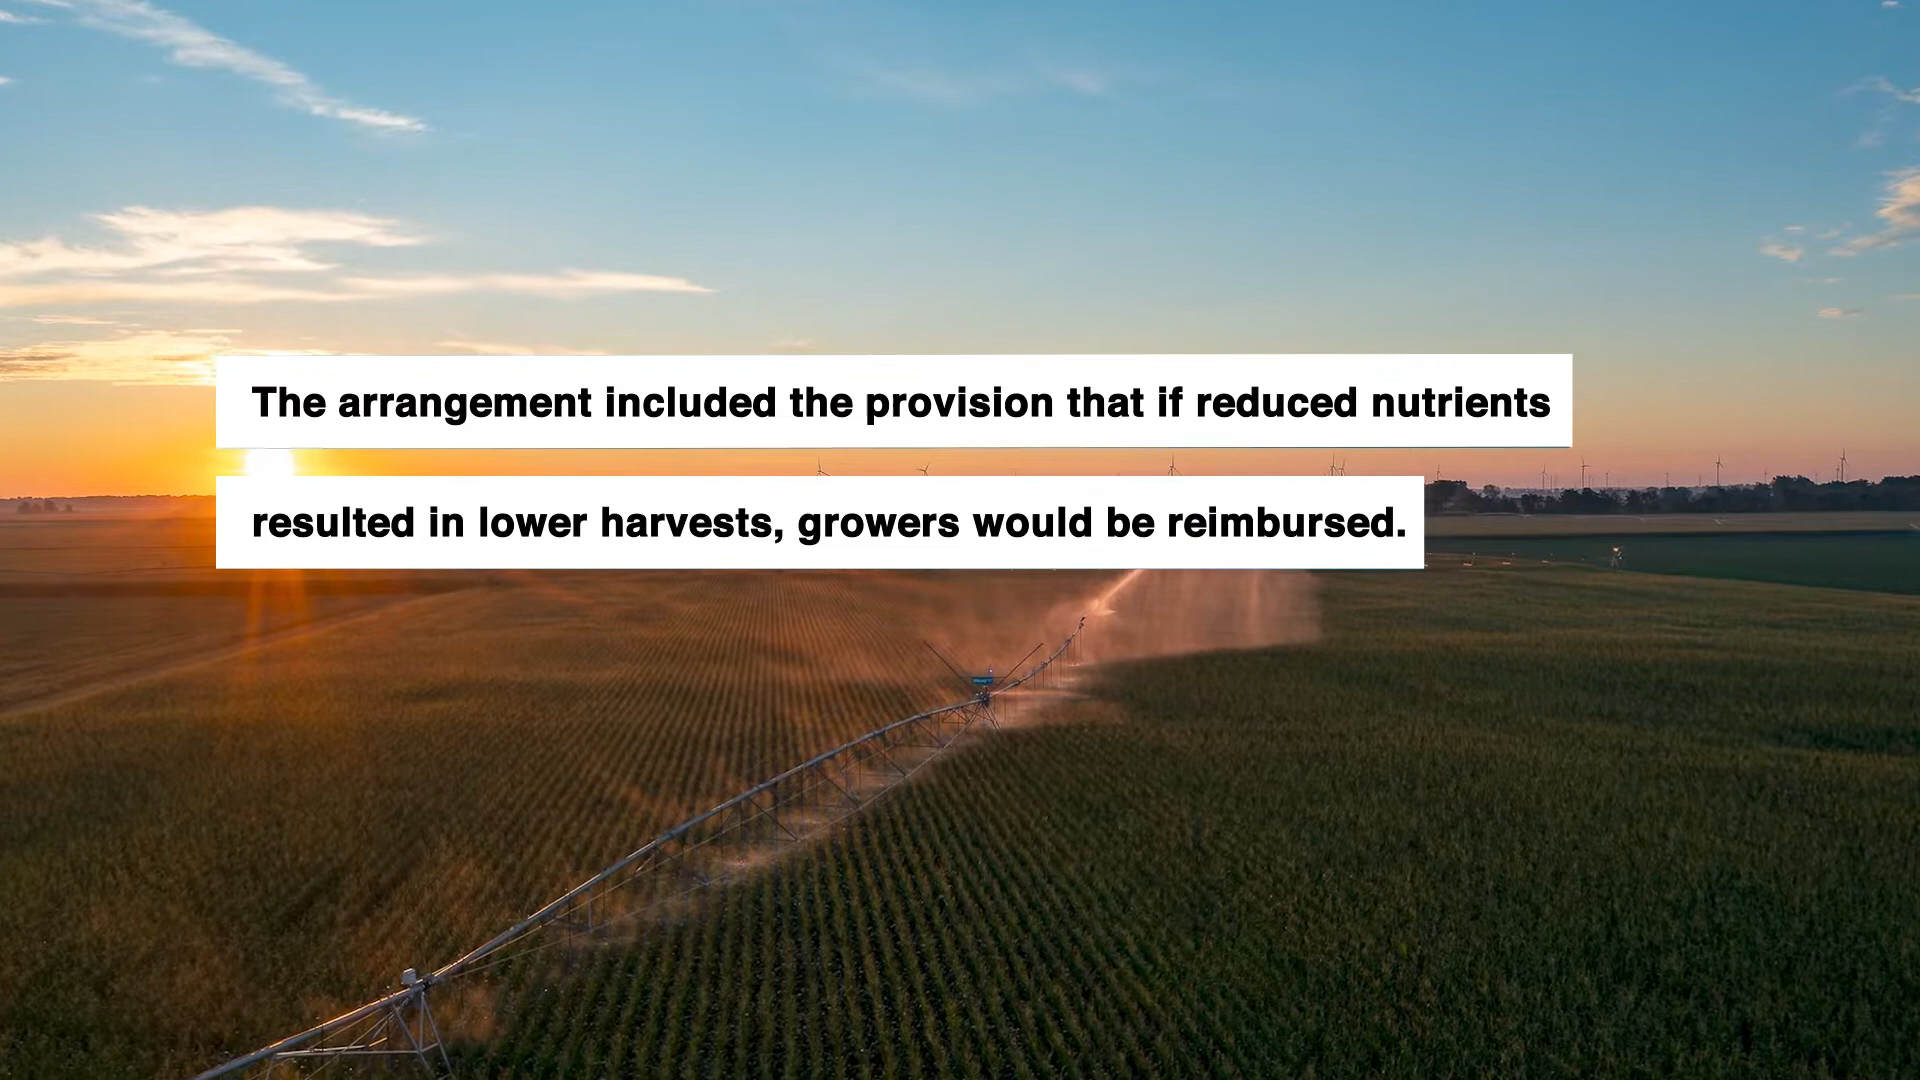 The arrangement included the provision that if reduced nutrients
resulted in lower harvests, growers would be reimbursed.